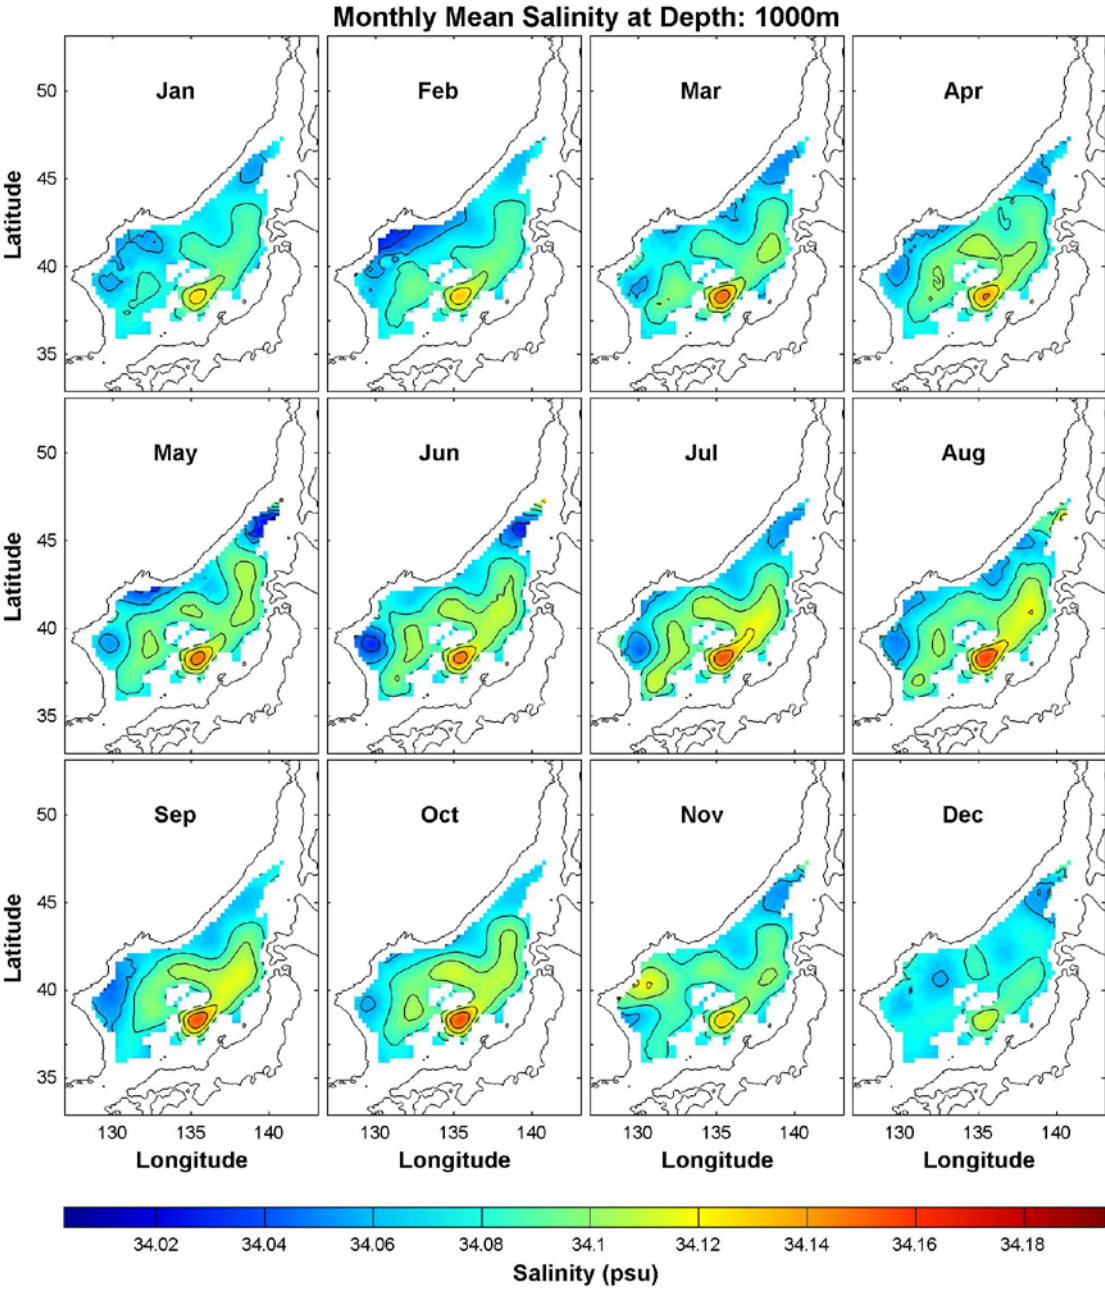 Monthly Mean Salinity at Depth: 1000m
Jan Feb Mar Apr
50
45
40
35
Latitude
May Jun Jul Aug
50
45
40
35
Latitude
Sep Oct Nov Dec
50
45
40
35
Latitude
130 135 140 130 135 140 130 135 140 130 135 140
Longitude Longitude Longitude Longitude
34.02 34.04 34.06 34.08 34.1 34.12 34.14 34.16 34.18
Salinity (psu)